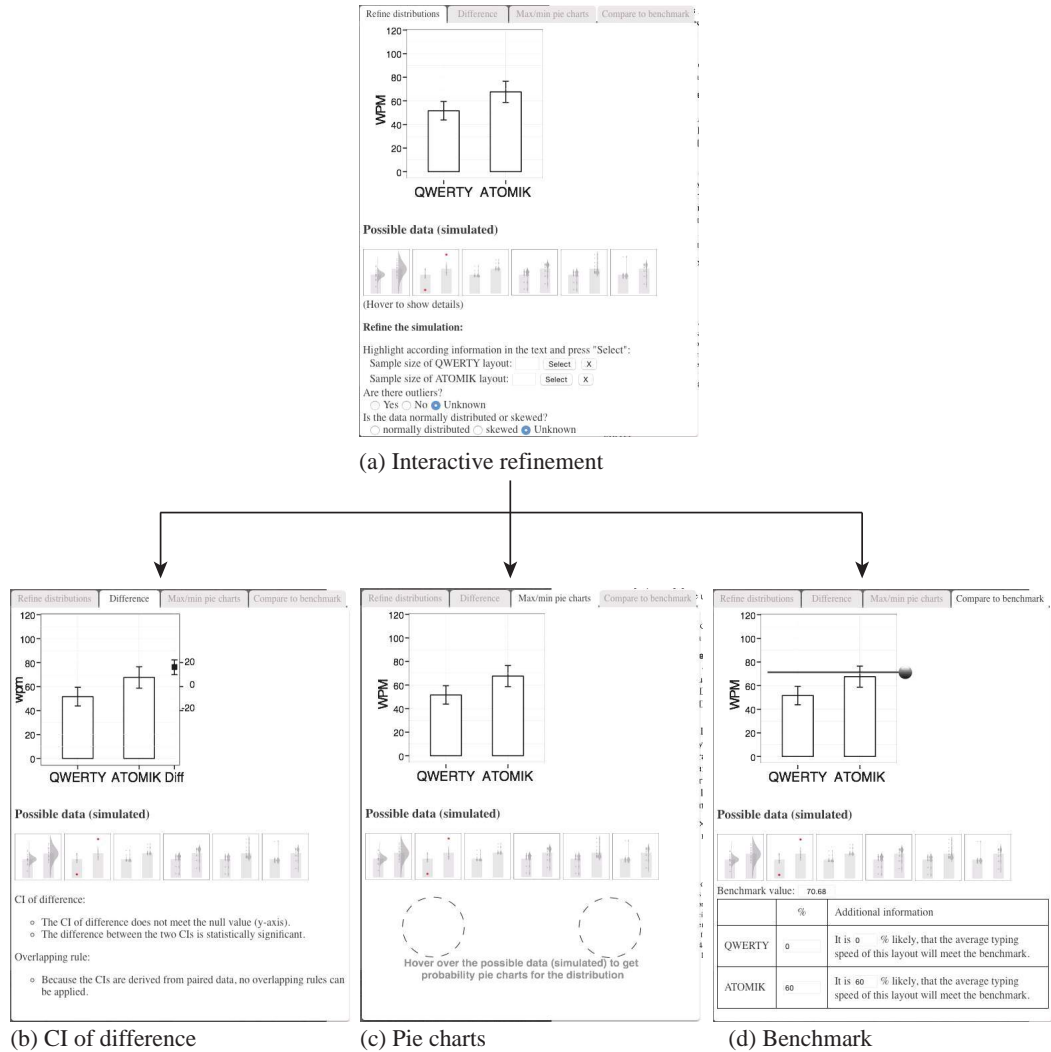 Refine distributions Difference Max/min pie charts Compare to benchmark
120
100
80
60
40
20
0
WPM
QWERTY ATOMIK
Possible data (simulated)
(Hover to show details)
Refine the simulation:
Highlight according information in the text and press "Select":
Sample size of QWERTY layout: Select X
Sample size of ATOMIK layout: Select X
Are there outliers?
Yes No Unknown
Is the data normally distributed or skewed?
normally distributed skewed Unknown
(a) Interactive refinement
Refine distributions Difference Max/min pie charts Compare to benchmark
120
100
80
60
40
20
0
wpm
20
0
-20
QWERTY ATOMIK Diff
Possible data (simulated)
CI of difference:
The CI of difference does not meet the null value (y-axis).
The difference between the two CIs is statistically significant.
Overlapping rule:
Because the CIs are derived from paired data, no overlapping rules can
be applied.
(b) CI of difference
Refine distributions Difference Max/min pie charts Compare to benchmark
120
100
80
60
40
20
0
WPM
QWERTY ATOMIK
Possible data (simulated)
Hover over the possible data (simulated) to get
probability pie charts for the distribution
(c) Pie charts
Refine distributions Difference Max/min pie charts Compare to benchmark
120
100
80
60
40
20
0
WPM
QWERTY ATOMIK
Possible data (simulated)
Benchmark value: 70.68
% Additional information
QWERTY 0 It is 0 % likely, that the average typing
speed of this layout will meet the benchmark.
ATOMIK 60 It is 60 % likely, that the average typing
speed of this layout will meet the benchmark.
(d) Benchmark